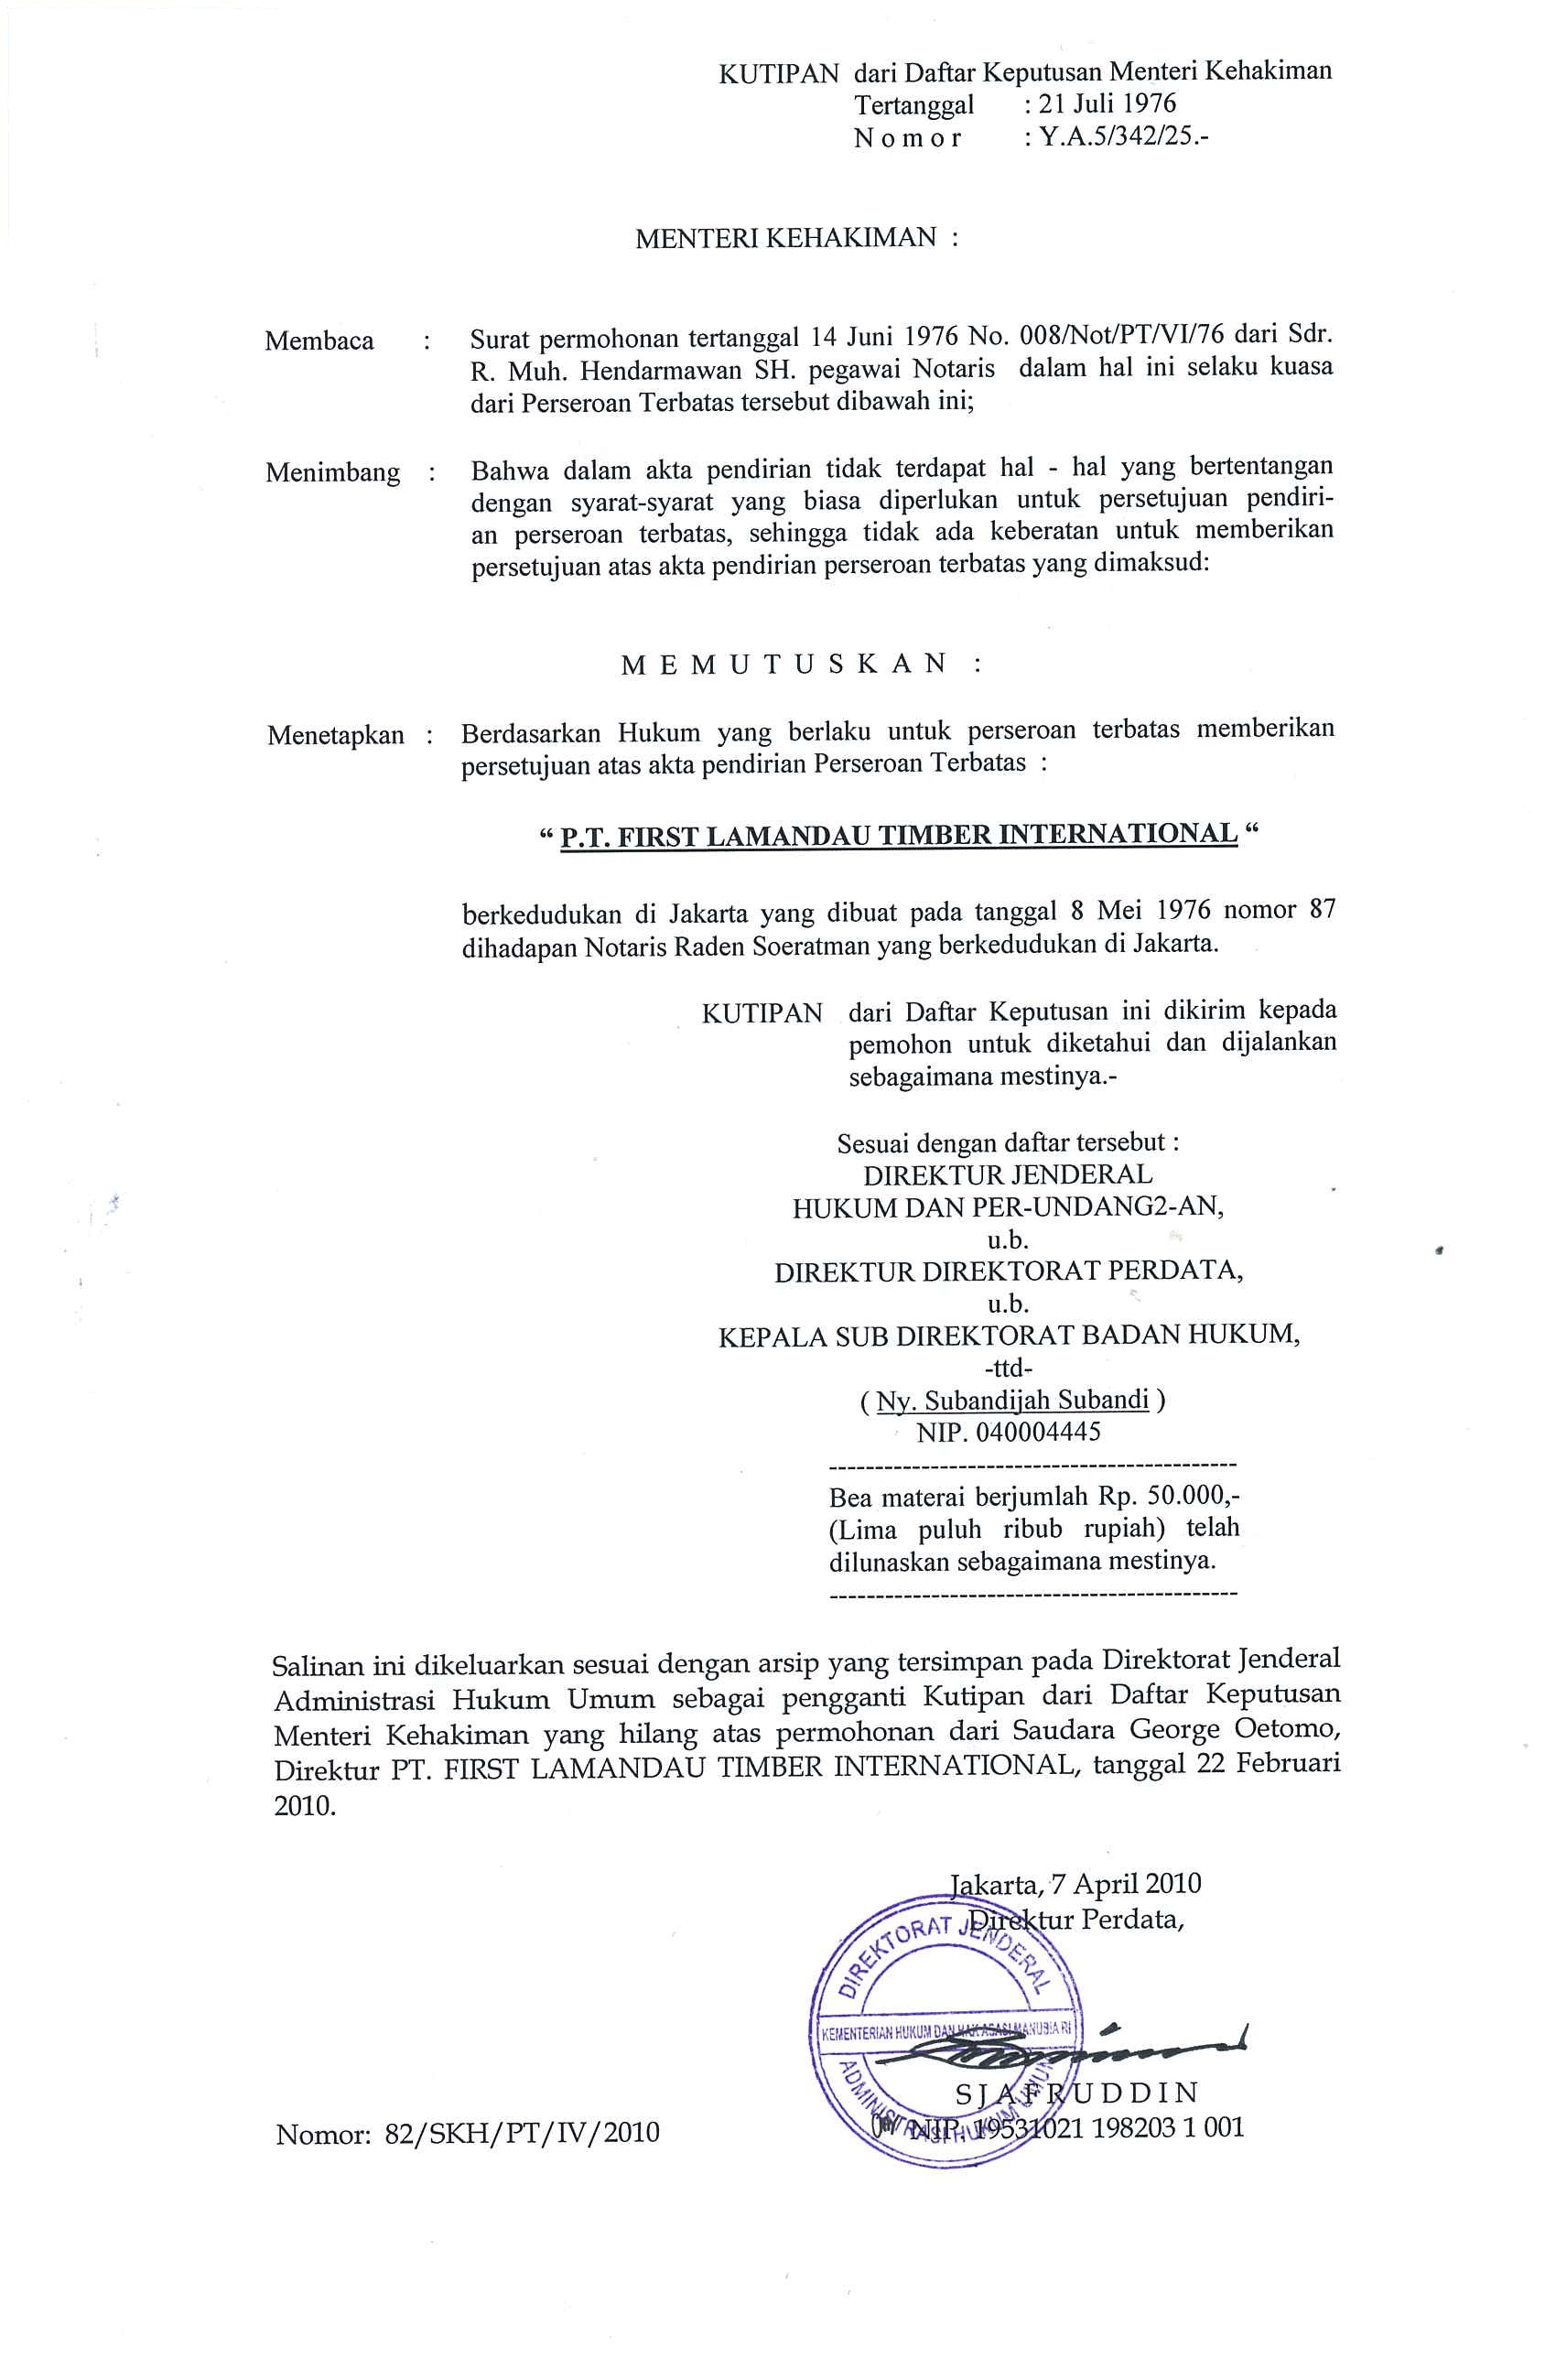 KUTIPAN dari Daftar Keputusan Menteri Kehakiman
Tertanggal : 21 Juli 1976
N o m o r : Y.A.5/342/25.-
MENTERI KEHAKIMAN :
Membaca : Surat permohonan tertanggal 14 Juni 1976 No. 008/Not/PT/VI/76 dari Sdr.
R. Muh. Hendarmawan SH. pegawai Notaris dalam hal ini selaku kuasa
dari Perseroan Terbatas tersebut dibawah ini;
Menimbang : Bahwa dalam akta pendirian tidak terdapat hal - hal yang bertentangan
dengan syarat-syarat yang biasa diperlukan untuk persetujuan pendiri-
an perseroan terbatas, sehingga tidak ada keberatan untuk memberikan
persetujuan atas akta pendirian perseroan terbatas yang dimaksud:
M E M U T U S K A N :
Menetapkan : Berdasarkan Hukum yang berlaku untuk perseroan terbatas memberikan
persetujuan atas akta pendirian Perseroan Terbatas :
“ P.T. FIRST LAMANDAU TIMBER INTERNATIONAL “
berkedudukan di Jakarta yang dibuat pada tanggal 8 Mei 1976 nomor 87
dihadapan Notaris Raden Soeratman yang berkedudukan di Jakarta.
KUTIPAN dari Daftar Keputusan ini dikirim kepada
pemohon untuk diketahui dan dijalankan
sebagaimana mestinya.-
Sesuai dengan daftar tersebut :
DIREKTUR JENDERAL
HUKUM DAN PER-UNDANG2-AN,
u.b.
DIREKTUR DIREKTORAT PERDATA,
u.b.
KEPALA SUB DIREKTORAT BADAN HUKUM,
-ttd-
( Ny. Subandijah Subandi )
NIP. 040004445
---------------------------------------------
Bea materai berjumlah Rp. 50.000,-
(Lima puluh ribub rupiah) telah
dilunaskan sebagaimana mestinya.
---------------------------------------------
Salinan ini dikeluarkan sesuai dengan arsip yang tersimpan pada Direktorat Jenderal
Administrasi Hukum Umum sebagai pengganti Kutipan dari Daftar Keputusan
Menteri Kehakiman yang hilang atas permohonan dari Saudara George Oetomo,
Direktur PT. FIRST LAMANDAU TIMBER INTERNATIONAL, tanggal 22 Februari
2010.
Jakarta, 7 April 2010
Direktur Perdata,
DIREKTORAT JENDERAL
KEMENTERIAN HUKUM DAN HAK ASASI MANUSIA RI
ADMINISTRASI HUKUM UMUM
S J A F R U D D I N
NIP. 19531021 198203 1 001
Nomor: 82/SKH/PT/IV/2010